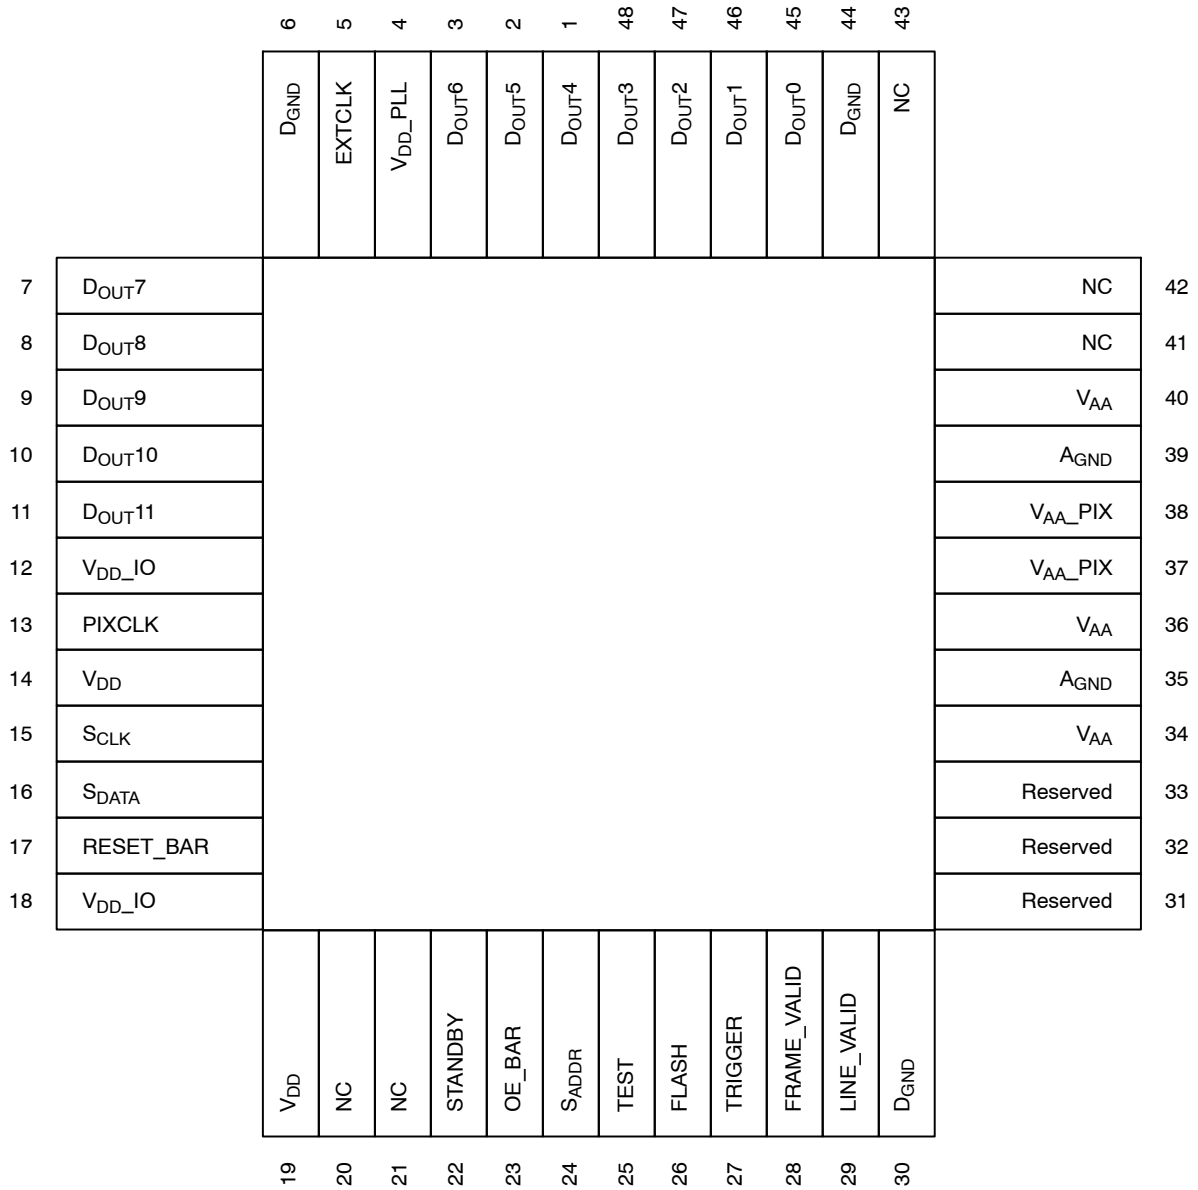 6 5 4 3 2 1 48 47 46 45 44 43
DGND EXTCLK VDD_PLL DOUT6 DOUT5 DOUT4 DOUT3 DOUT2 DOUT1 DOUT0 DGND NC
7 DOUT7 NC 42
8 DOUT8 NC 41
9 DOUT9 VAA 40
10 DOUT10 AGND 39
11 DOUT11 VAA_PIX 38
12 VDD_IO VAA_PIX 37
13 PIXCLK VAA 36
14 VDD AGND 35
15 SCLK VAA 34
16 SDATA Reserved 33
17 RESET_BAR Reserved 32
18 VDD_IO Reserved 31
VDD NC NC STANDBY OE_BAR SADDR TEST FLASH TRIGGER FRAME_VALID LINE_VALID DGND
19 20 21 22 23 24 25 26 27 28 29 30